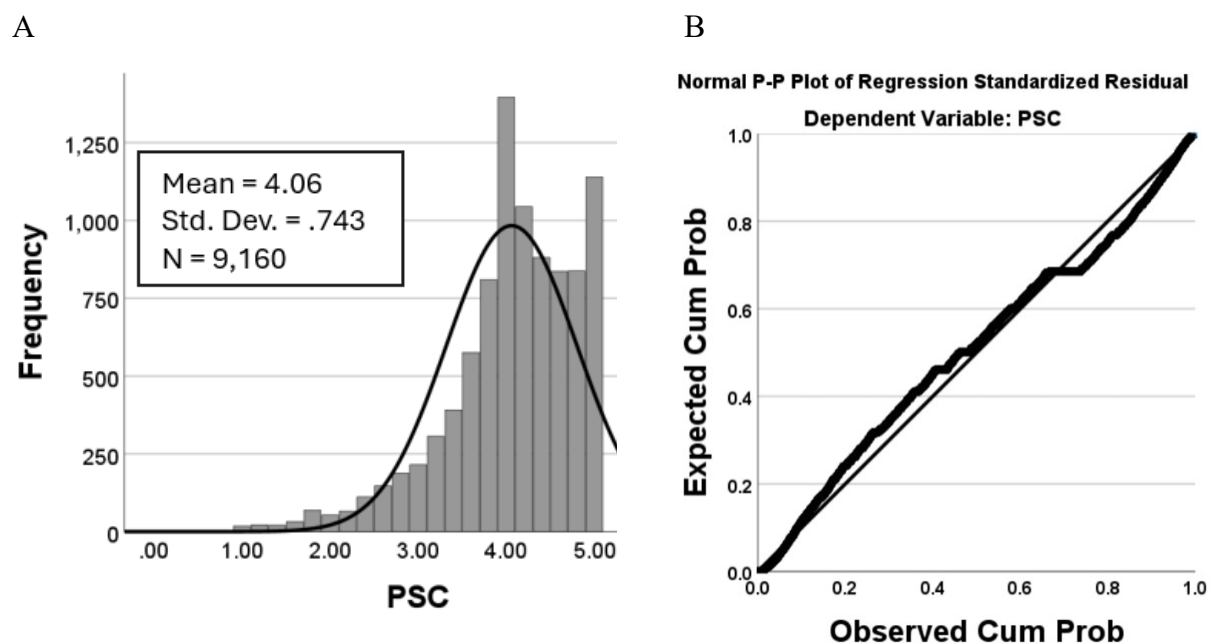 A
B
Frequency
1,250
1,000
750
500
250
0
Mean = 4.06
Std. Dev. = .743
N = 9,160
.00 1.00 2.00 3.00 4.00 5.00
PSC
Normal P-P Plot of Regression Standardized Residual
Dependent Variable: PSC
Expected Cum Prob
1.0
0.8
0.6
0.4
0.2
0.0
0.0 0.2 0.4 0.6 0.8 1.0
Observed Cum Prob